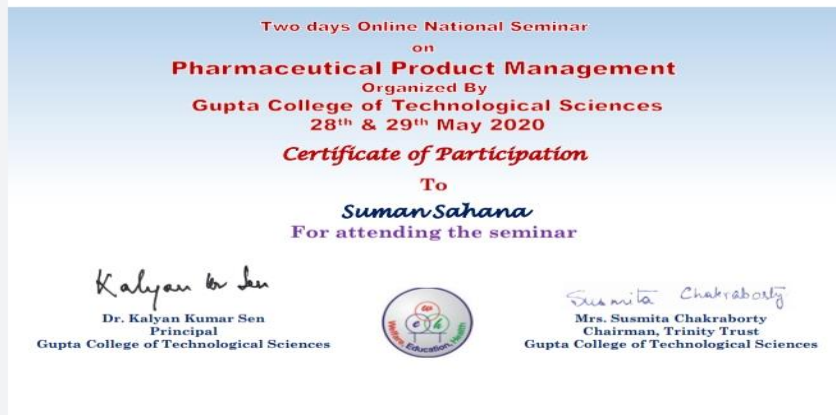 Two days Online National Seminar
on
Pharmaceutical Product Management
Organized By
Gupta College of Technological Sciences
28th & 29th May 2020
Certificate of Participation
To
Suman Sahana
For attending the seminar
Kalyan Kr Sen
Dr. Kalyan Kumar Sen
Principal
Gupta College of Technological Sciences
w
e h
Welfare, Education, Health
Susmita Chakraborty
Mrs. Susmita Chakraborty
Chairman, Trinity Trust
Gupta College of Technological Sciences